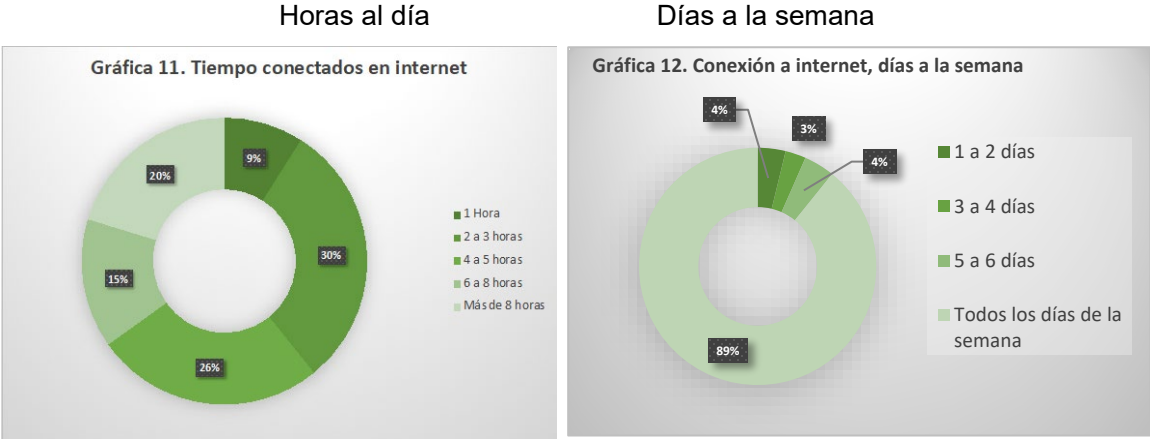 Horas al día
Días a la semana
Gráfica 11. Tiempo conectados en internet
9%
30%
26%
15%
20%
1 Hora
2 a 3 horas
4 a 5 horas
6 a 8 horas
Más de 8 horas
Gráfica 12. Conexión a internet, días a la semana
4%
3%
4%
89%
1 a 2 días
3 a 4 días
5 a 6 días
Todos los días de la
semana